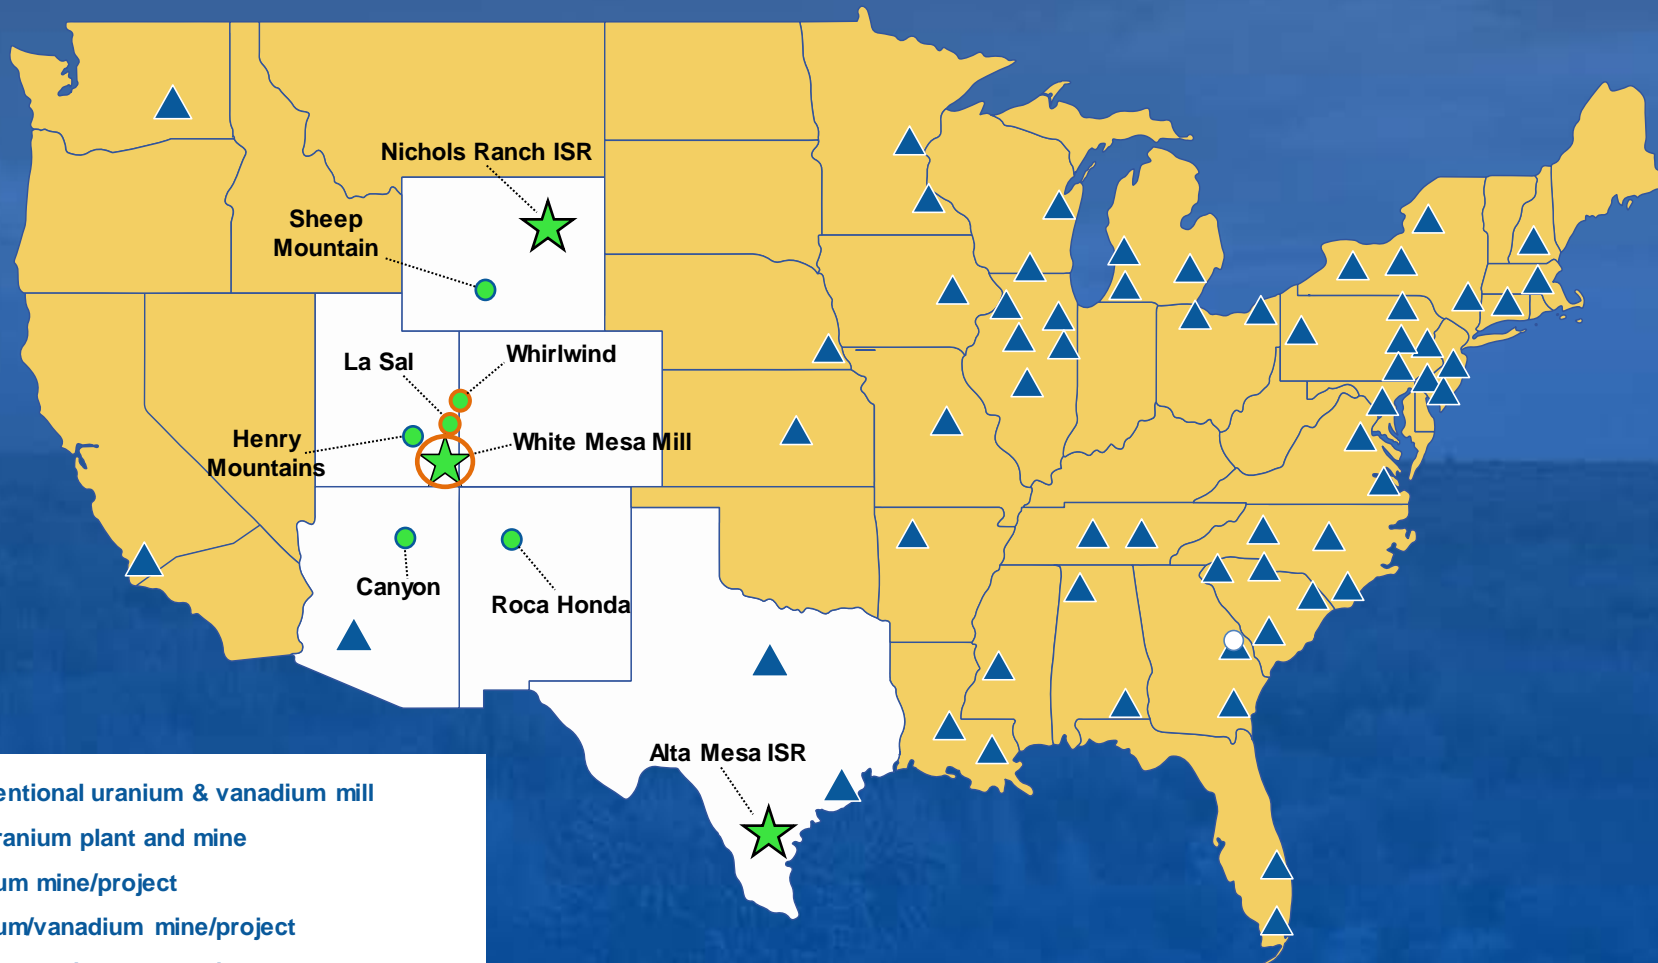 Nichols Ranch ISR
Sheep
Mountain
La Sal
Whirlwind
Henry
Mountains
White Mesa Mill
Canyon
Roca Honda
Alta Mesa ISR
entional uranium & vanadium mill
ranium plant and mine
um mine/project
um/vanadium mine/project